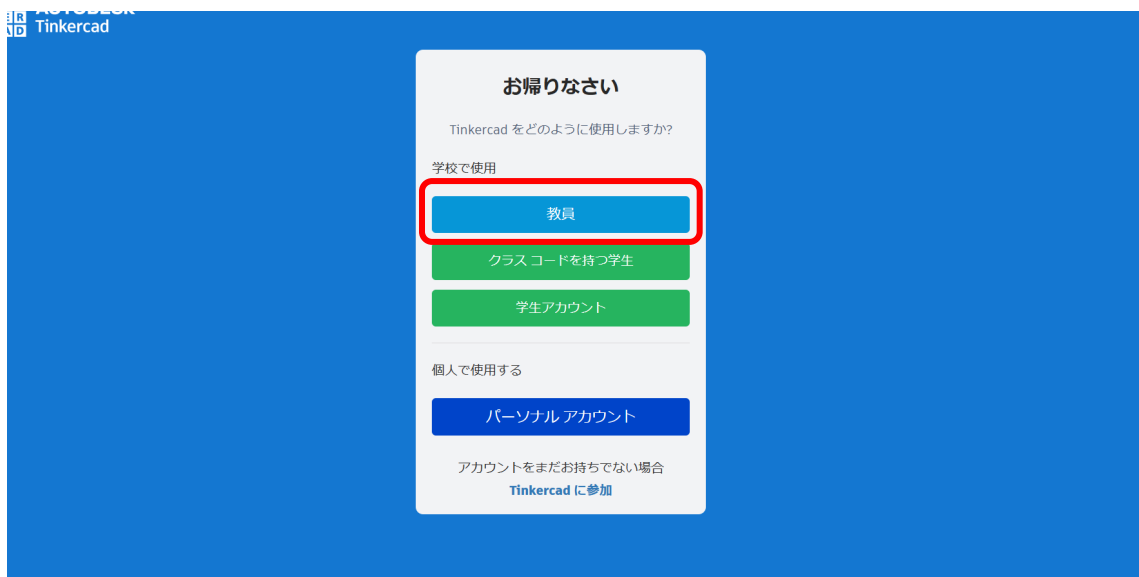 AUTODESK
Tinkercad
お帰りなさい
Tinkercad をどのように使用しますか?
学校で使用
教員
クラス コードを持つ学生
学生アカウント
個人で使用する
パーソナル アカウント
アカウントをまだお持ちでない場合
Tinkercad に参加